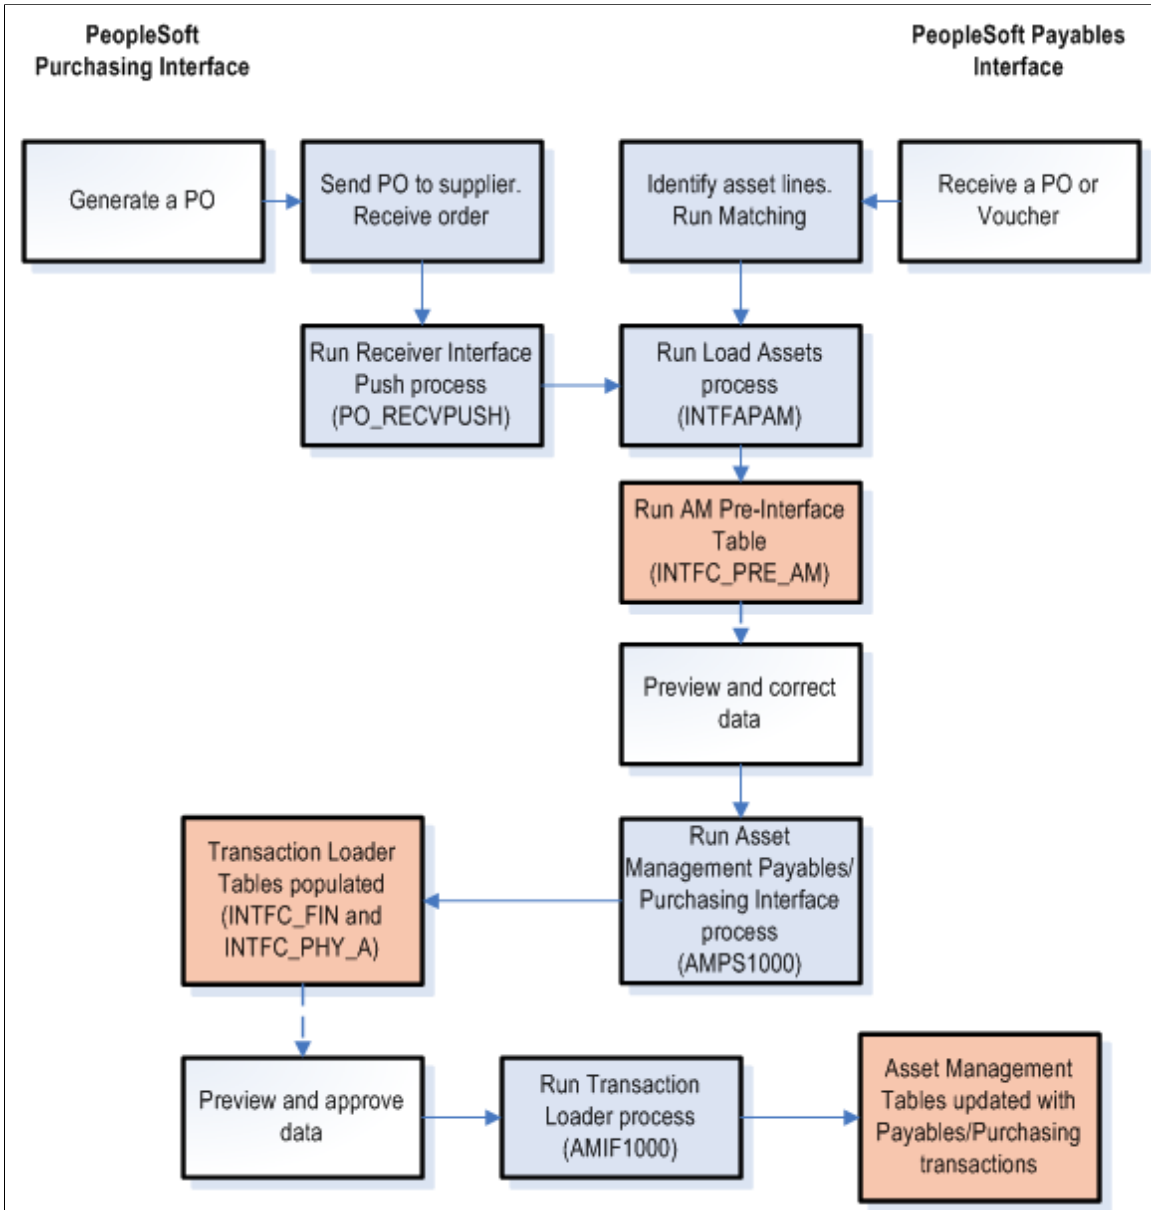 PeopleSoft
Purchasing Interface
PeopleSoft Payables
Interface
Generate a PO
Send PO to supplier.
Receive order
Identify asset lines.
Run Matching
Receive a PO or
Voucher
Run Receiver Interface
Push process
(PO_RECVPUSH)
Run Load Assets
process
(INTFAPAM)
Run AM Pre-Interface
Table
(INTFC_PRE_AM)
Preview and correct
data
Transaction Loader
Tables populated
(INTFC_FIN and
INTFC_PHY_A)
Run Asset
Management Payables/
Purchasing Interface
process
(AMPS1000)
Preview and approve
data
Run Transaction
Loader process
(AMIF1000)
Asset Management
Tables updated with
Payables/Purchasing
transactions